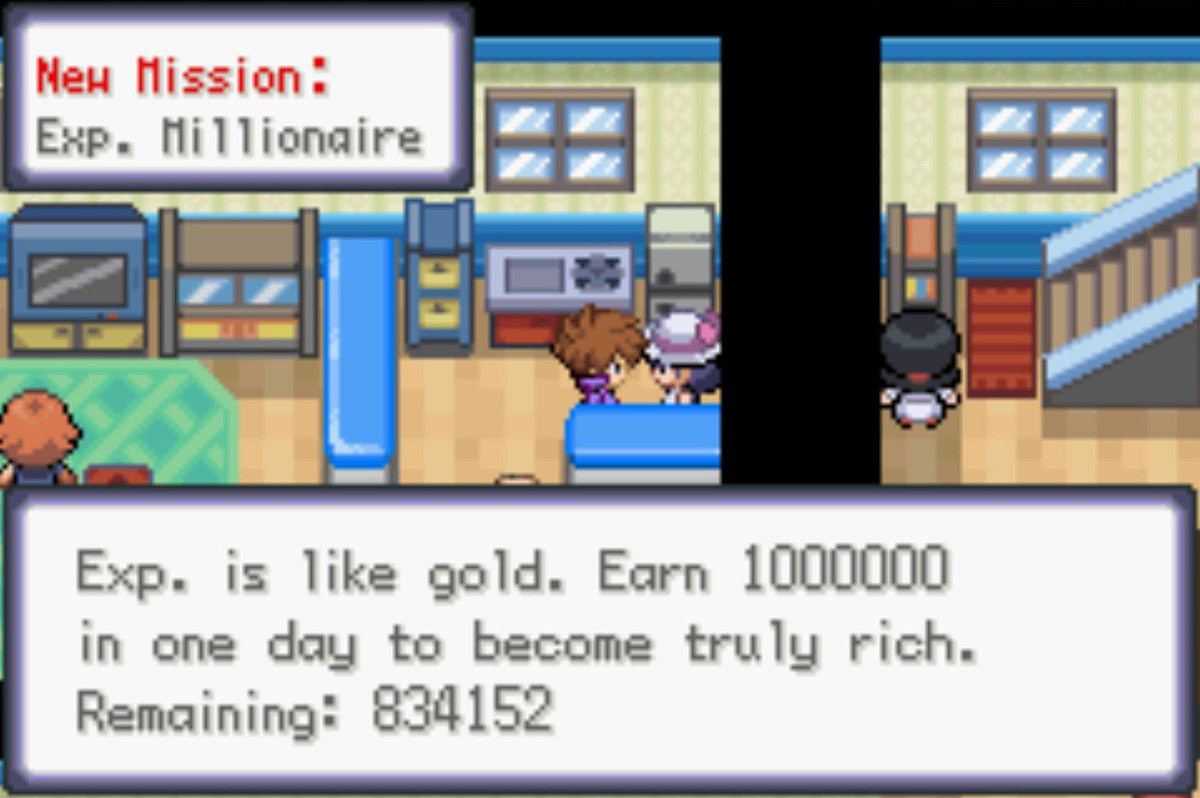 New Mission:
Exp. Millionaire
Exp. is like gold. Earn 1000000
in one day to become truly rich.
Remaining: 834152